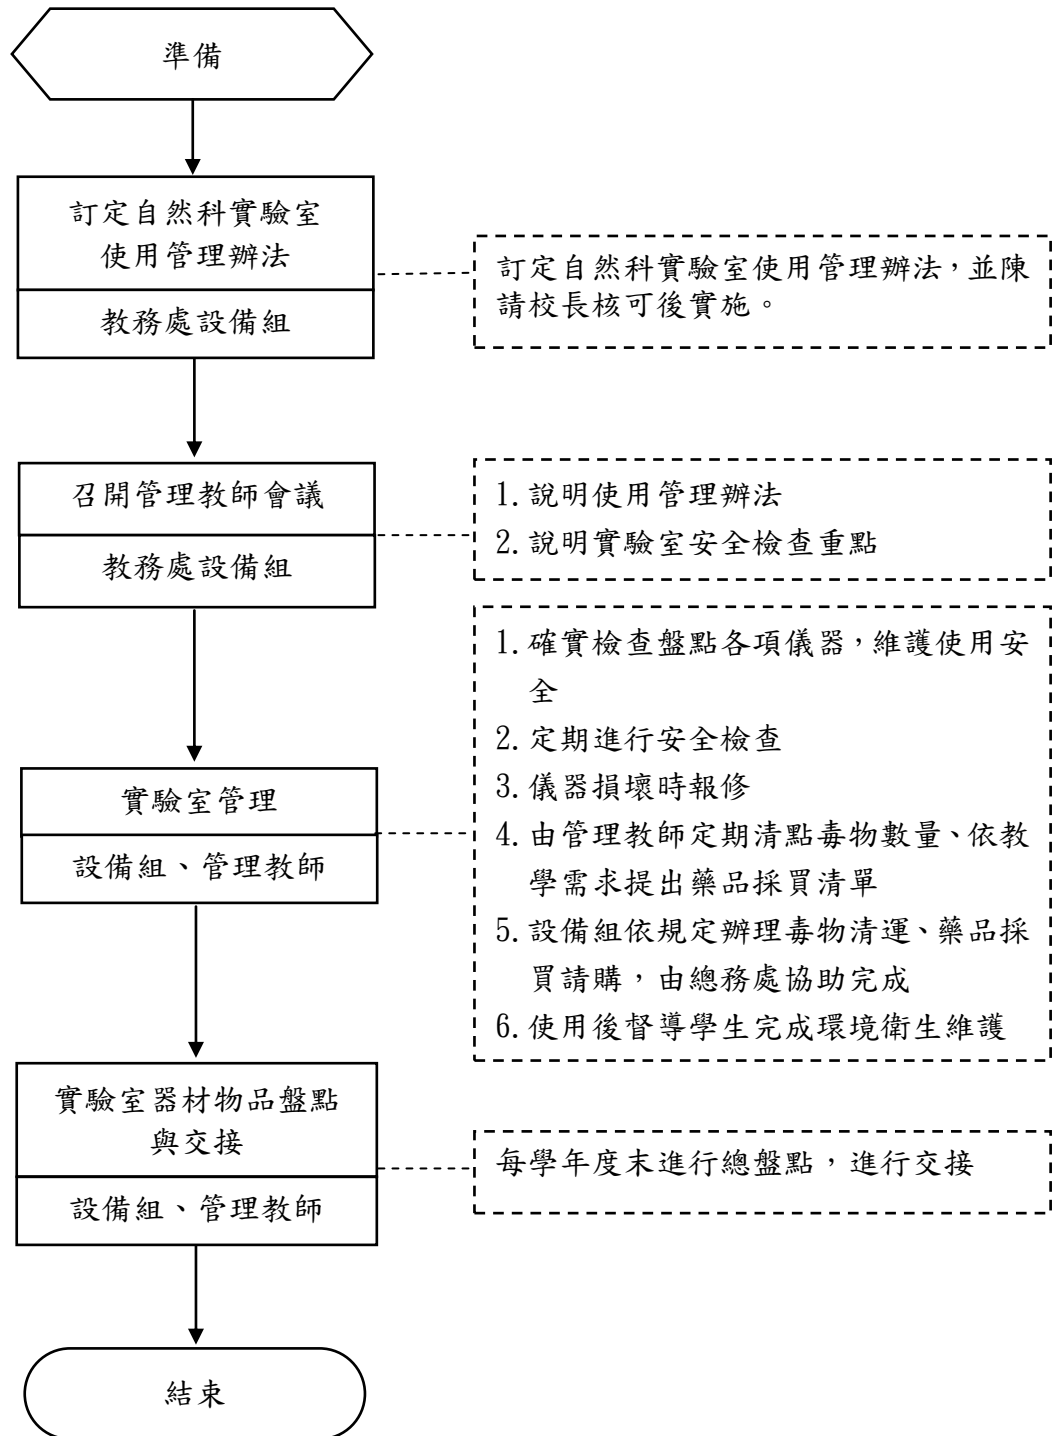 準備
訂定自然科實驗室
使用管理辦法
教務處設備組
訂定自然科實驗室使用管理辦法，並陳
請校長核可後實施。
召開管理教師會議
教務處設備組
1.說明使用管理辦法
2.說明實驗室安全檢查重點
實驗室管理
設備組、管理教師
1.確實檢查盤點各項儀器，維護使用安
全
2.定期進行安全檢查
3.儀器損壞時報修
4.由管理教師定期清點毒物數量、依教
學需求提出藥品採買清單
5.設備組依規定辦理毒物清運、藥品採
買請購，由總務處協助完成
6.使用後督導學生完成環境衛生維護
實驗室器材物品盤點
與交接
設備組、管理教師
每學年度末進行總盤點，進行交接
結束